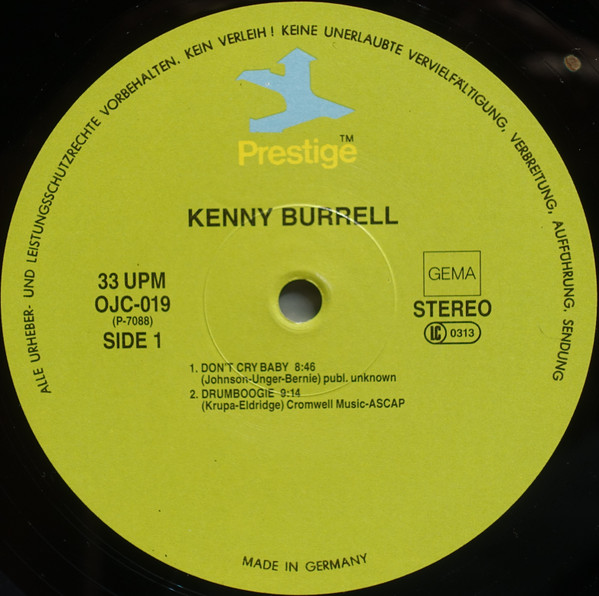 ALLE URHEBER- UND LEISTUNGSSCHUTZRECHTE VORBEHALTEN. KEIN VERLEIH! KEINE UNERLAUBTE VERVIELFÄLTIGUNG, VERBREITUNG, AUFFÜHRUNG, SENDUNG
Prestige™
KENNY BURRELL
33 UPM
OJC-019
(P-7088)
SIDE 1
GEMA
STEREO
LC 0313
1. DON'T CRY BABY 8:46
(Johnson-Unger-Bernie) publ. unknown
2. DRUMBOOGIE 9:14
(Krupa-Eldridge) Cromwell Music-ASCAP
MADE IN GERMANY